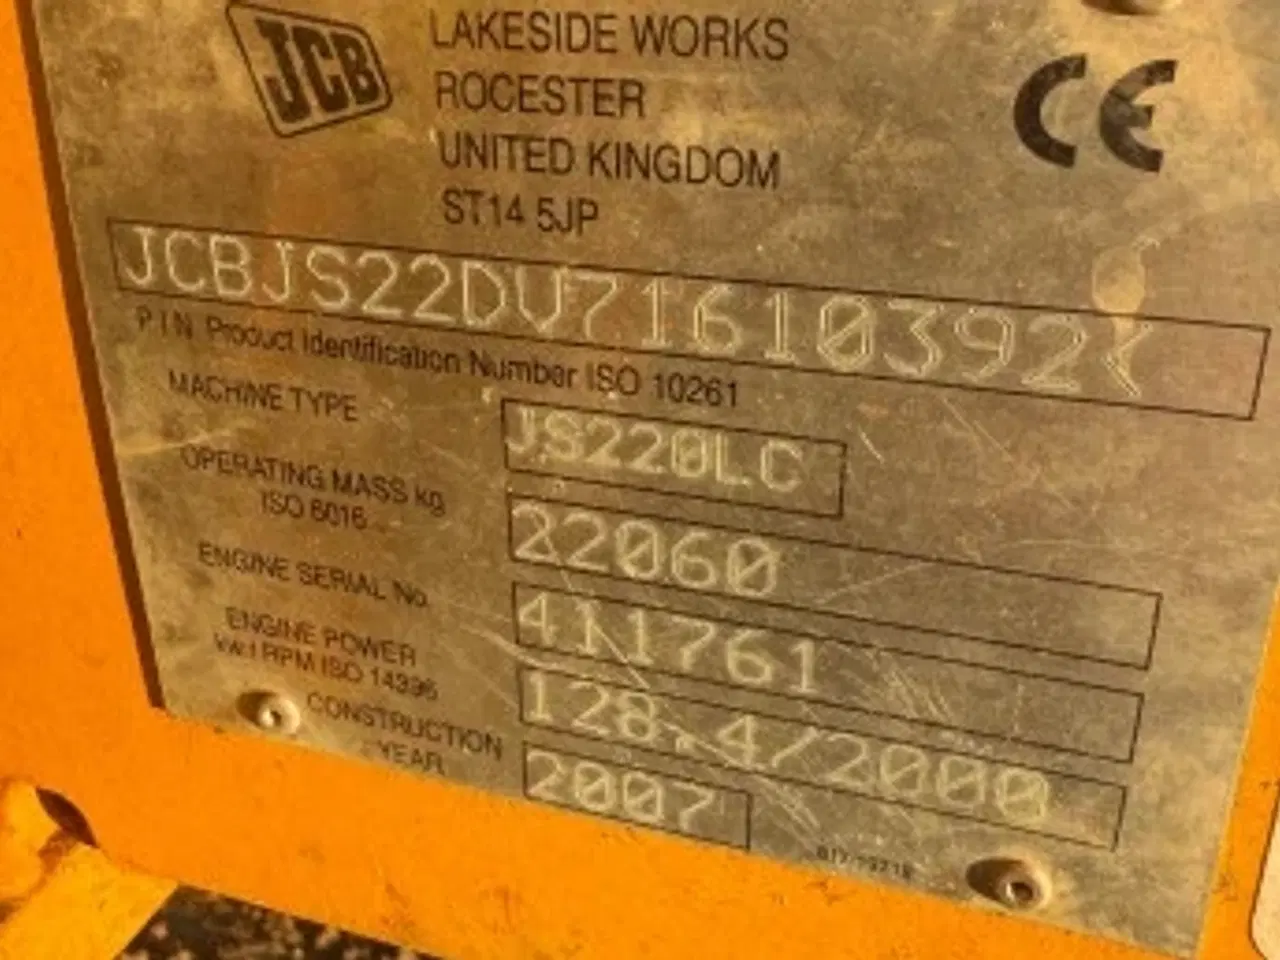 JCB
LAKESIDE WORKS
ROCESTER
UNITED KINGDOM
ST14 5JP
CE
JCBJS22DV71610392<
P.I.N. Product Identification Number ISO 10261
MACHINE TYPE JS220LC
OPERATING MASS kg 22060
ISO 6016
ENGINE SERIAL No. 411761
ENGINE POWER 128.4/2000
kw / RPM ISO 14396
CONSTRUCTION 2007
YEAR